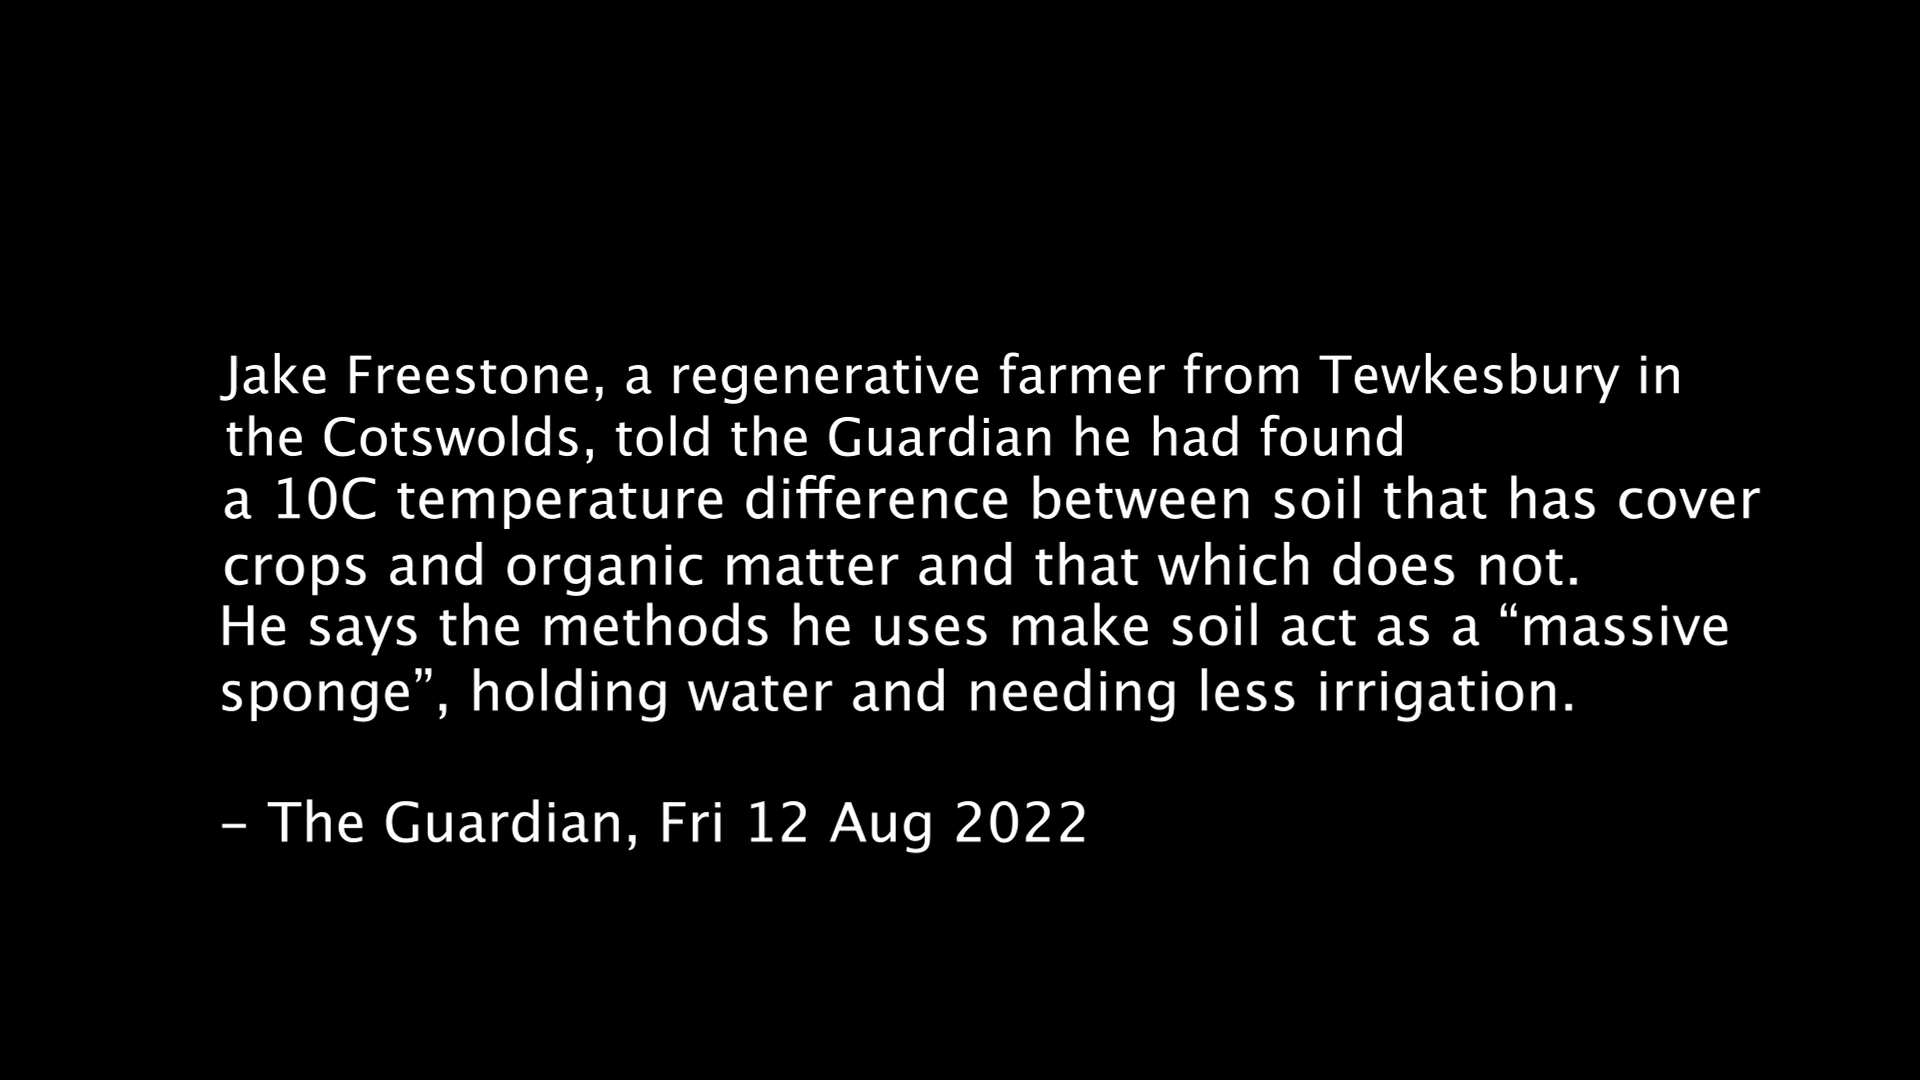 Jake Freestone, a regenerative farmer from Tewkesbury in
the Cotswolds, told the Guardian he had found
a 10C temperature difference between soil that has cover
crops and organic matter and that which does not.
He says the methods he uses make soil act as a “massive
sponge”, holding water and needing less irrigation.
– The Guardian, Fri 12 Aug 2022